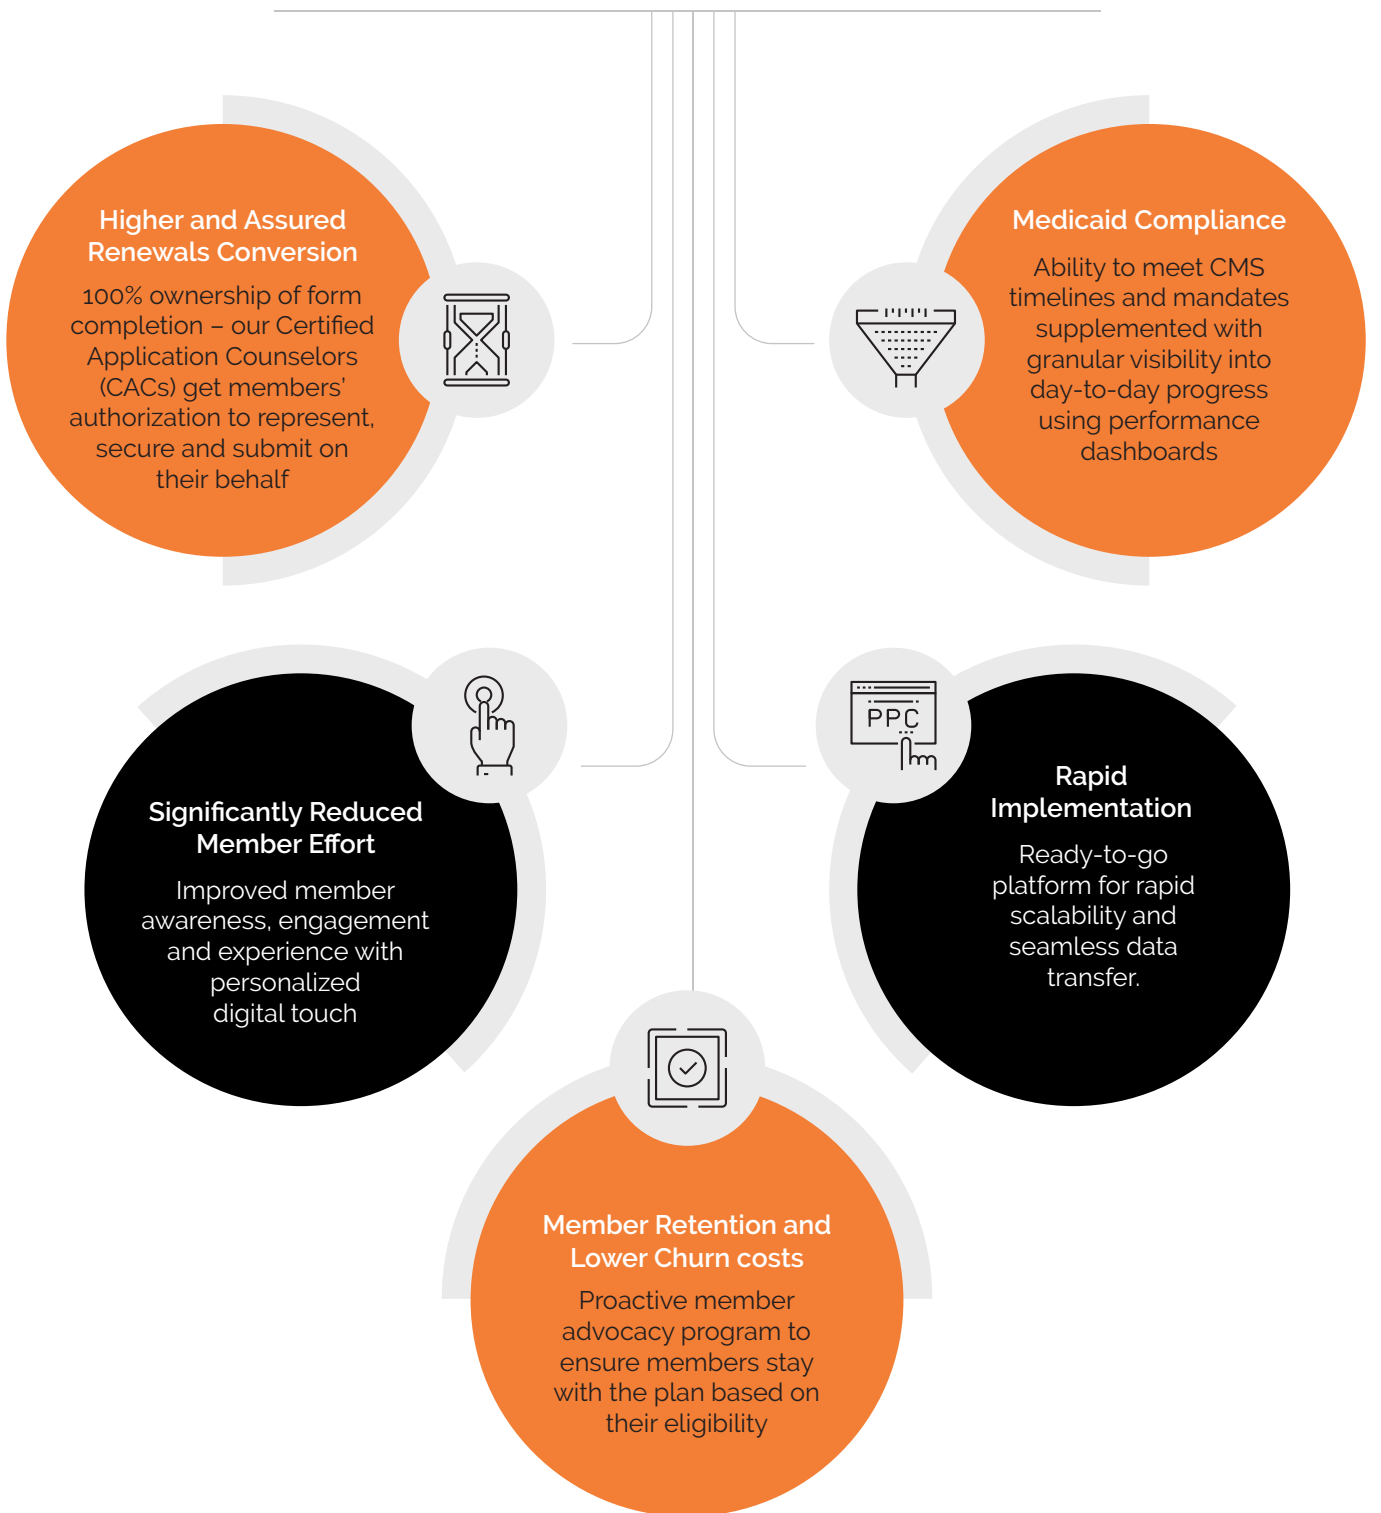 Higher and Assured
Renewals Conversion
100% ownership of form
completion – our Certified
Application Counselors
(CACs) get members’
authorization to represent,
secure and submit on
their behalf
Medicaid Compliance
Ability to meet CMS
timelines and mandates
supplemented with
granular visibility into
day-to-day progress
using performance
dashboards
Significantly Reduced
Member Effort
Improved member
awareness, engagement
and experience with
personalized
digital touch
PPC
Rapid
Implementation
Ready-to-go
platform for rapid
scalability and
seamless data
transfer.
Member Retention and
Lower Churn costs
Proactive member
advocacy program to
ensure members stay
with the plan based on
their eligibility